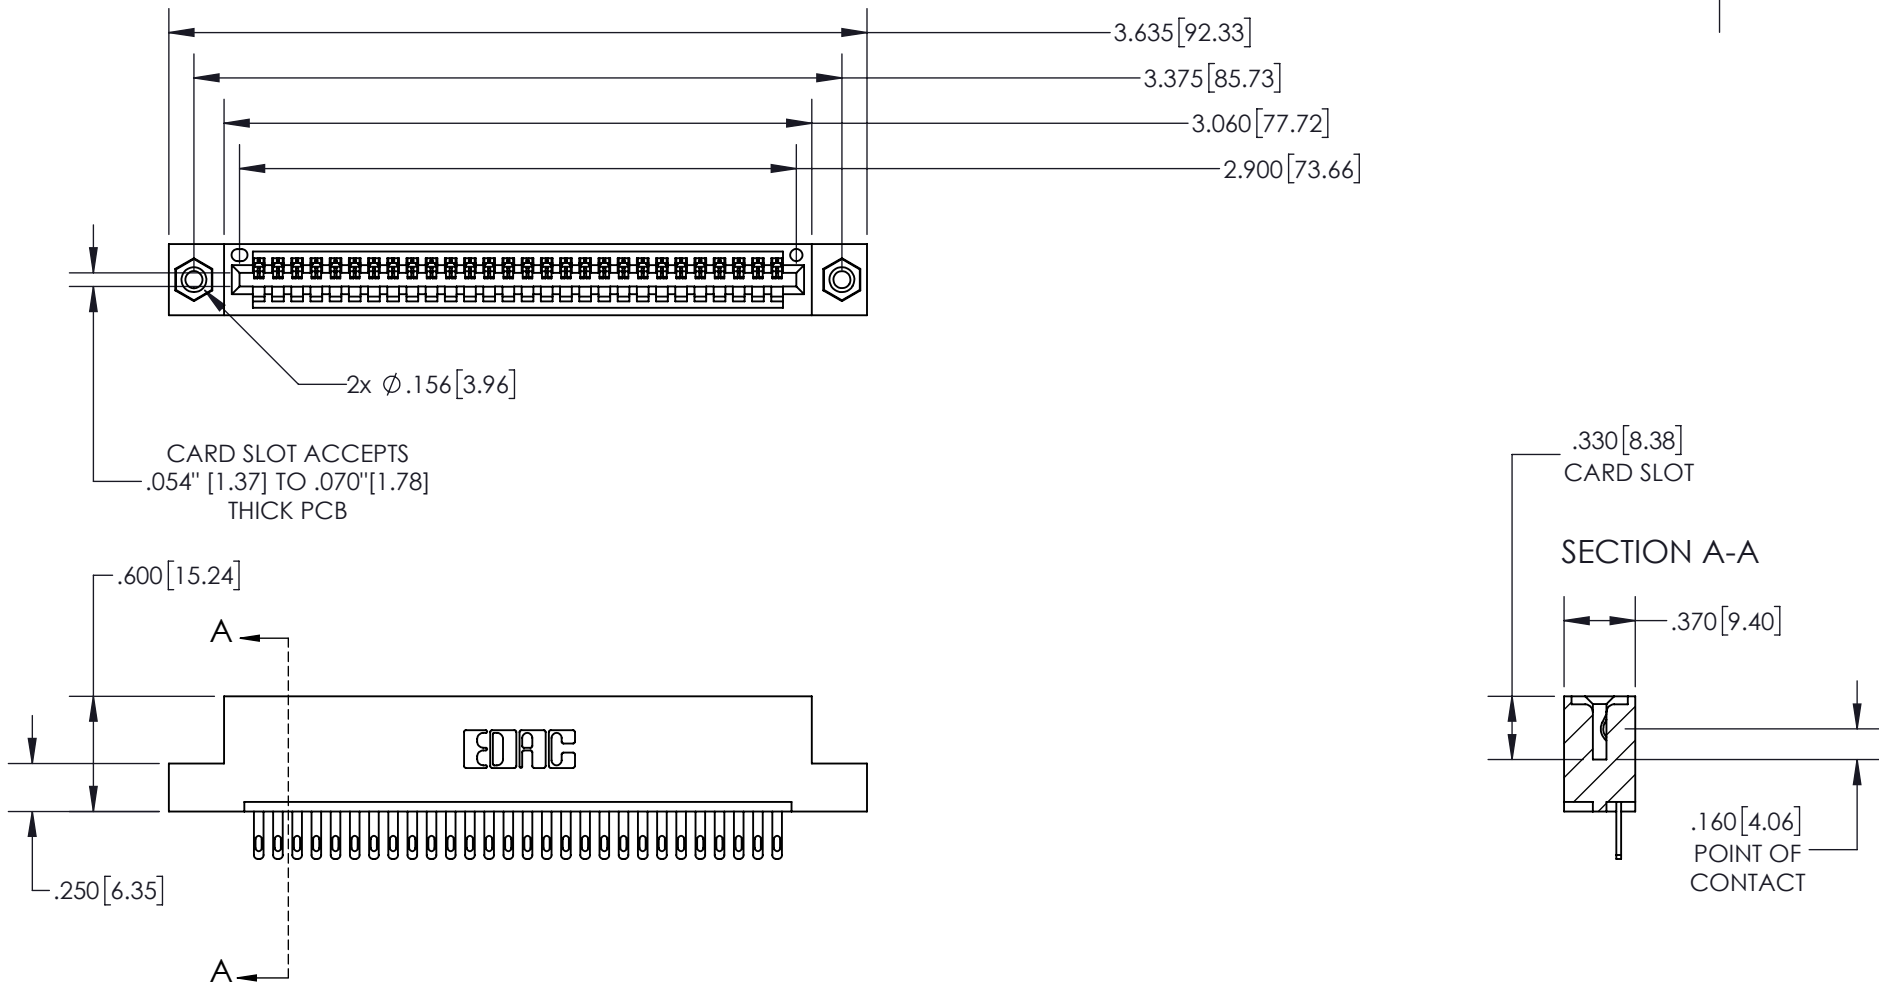 3.635[92.33]
3.375[85.73]
3.060[77.72]
2.900[73.66]
2x Ø.156[3.96]
CARD SLOT ACCEPTS
.054" [1.37] TO .070"[1.78]
THICK PCB
.330[8.38]
CARD SLOT
SECTION A-A
.600[15.24]
.370[9.40]
A
EDAC
.160[4.06]
POINT OF
CONTACT
.250[6.35]
A